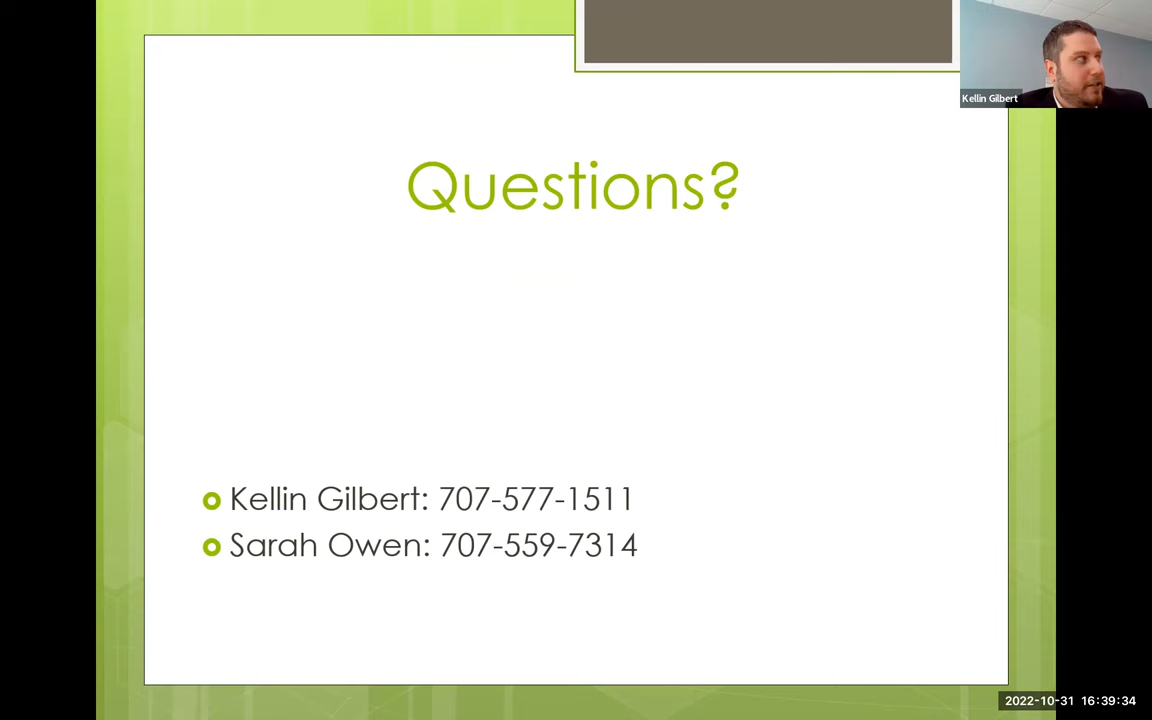 Kellin Gilbert
Questions?
Kellin Gilbert: 707-577-1511
Sarah Owen: 707-559-7314
2022-10-31 16:39:34